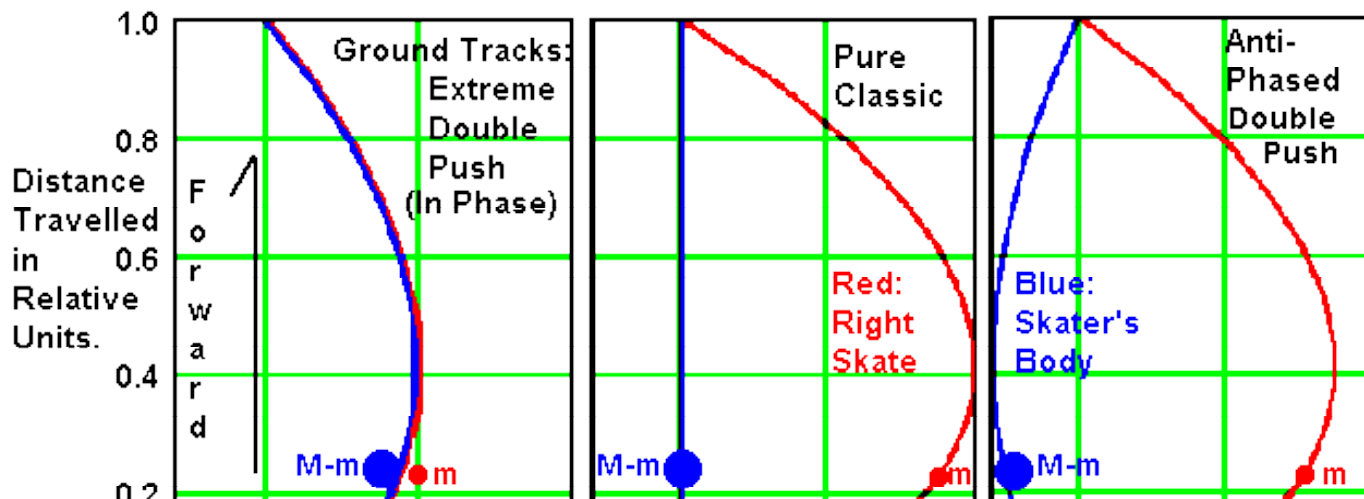 1.0
0.8
0.6
0.4
0.2
Distance
Travelled
in
Relative
Units.
F
o
r
w
a
r
d
Ground Tracks:
Extreme
Double
Push
(In Phase)
M-m
m
Pure
Classic
Red:
Right
Skate
M-m
m
Anti-
Phased
Double
Push
Blue:
Skater's
Body
M-m
m